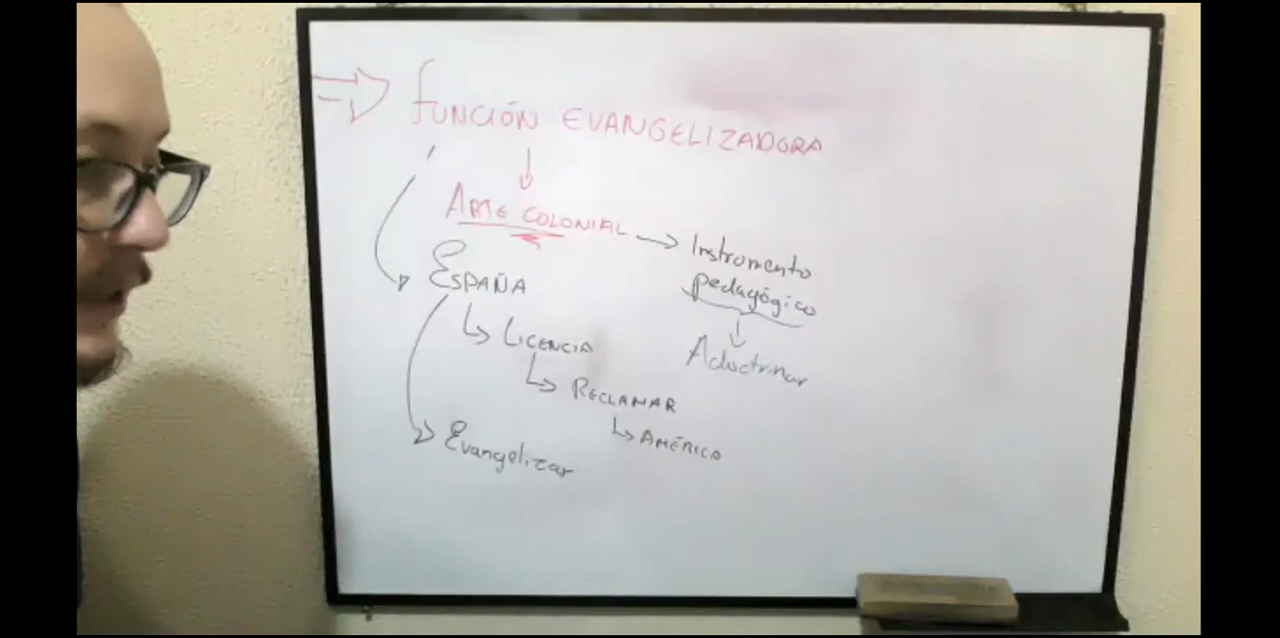 FUNCIÓN EVANGELIZADORA
ARTE COLONIAL
Instrumento
pedagógico
Adoctrinar
ESPAÑA
LICENCIA
RECLAMAR
AMÉRICA
Evangelizar